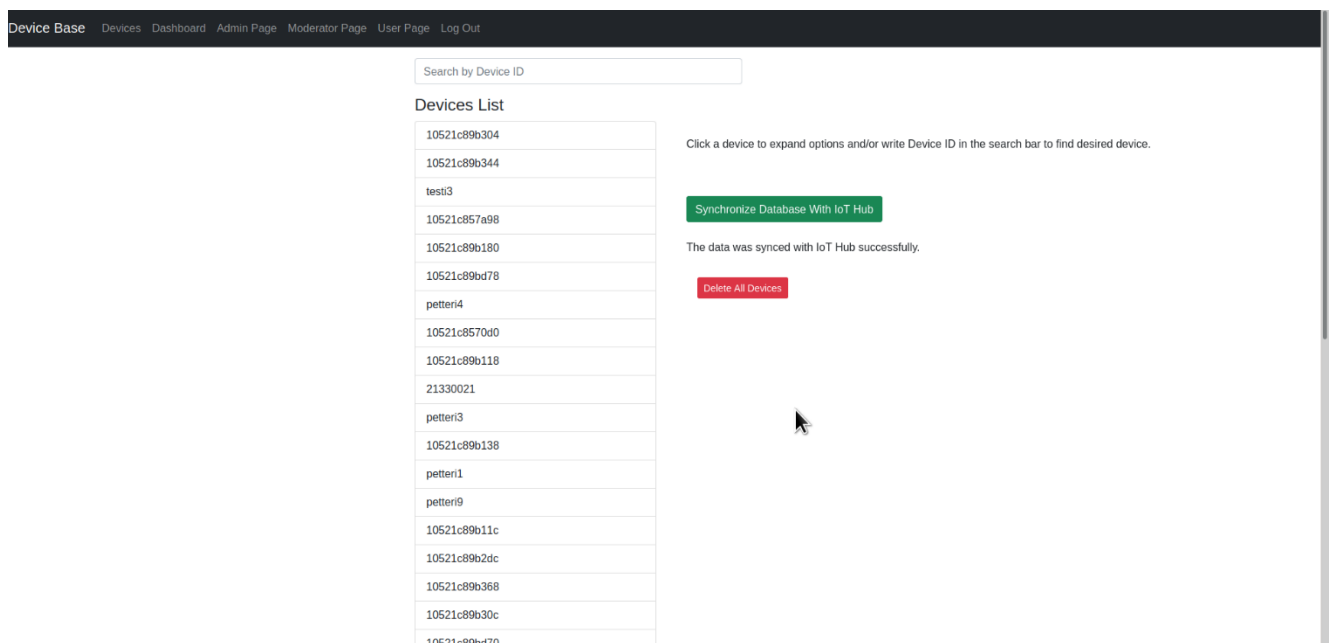 Device Base Devices Dashboard Admin Page Moderator Page User Page Log Out
Search by Device ID
Devices List
10521c89b304
10521c89b344
testi3
10521c857a98
10521c89b180
10521c89bd78
petteri4
10521c8570d0
10521c89b118
21330021
petteri3
10521c89b138
petteri1
petteri9
10521c89b11c
10521c89b2dc
10521c89b368
10521c89b30c
10521c89bd70
Click a device to expand options and/or write Device ID in the search bar to find desired device.
Synchronize Database With IoT Hub
The data was synced with IoT Hub successfully.
Delete All Devices